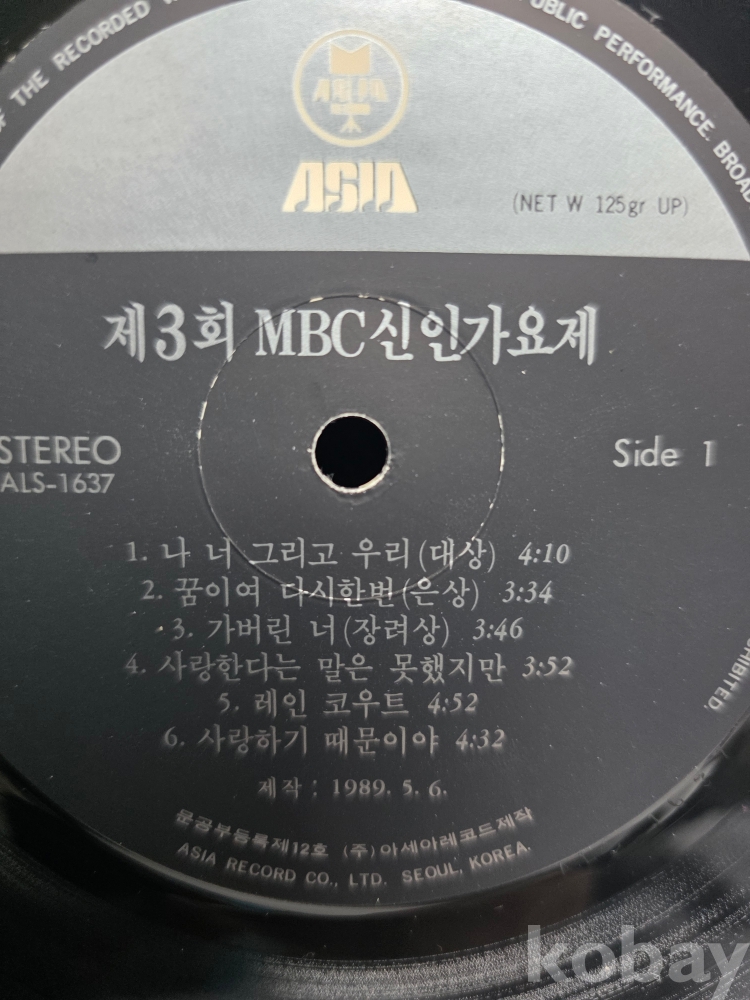 OF THE RECORDED
PUBLIC PERFORMANCE. BROAD
ASIA
ASIA
(NET W 125gr UP)
제3회 MBC신인가요제
STEREO
ALS-1637
Side 1
1. 나 너 그리고 우리(대상) 4:10
2. 꿈이여 다시한번(은상) 3:34
3. 가버린 너(장려상) 3:46
4. 사랑한다는 말은 못했지만 3:52
5. 레인 코우트 4:52
6. 사랑하기 때문이야 4:32
HIBITED.
제작 : 1989. 5. 6.
문공부등록제12호 (주)아세아레코드제작
ASIA RECORD CO., LTD. SEOUL, KOREA.
kobay